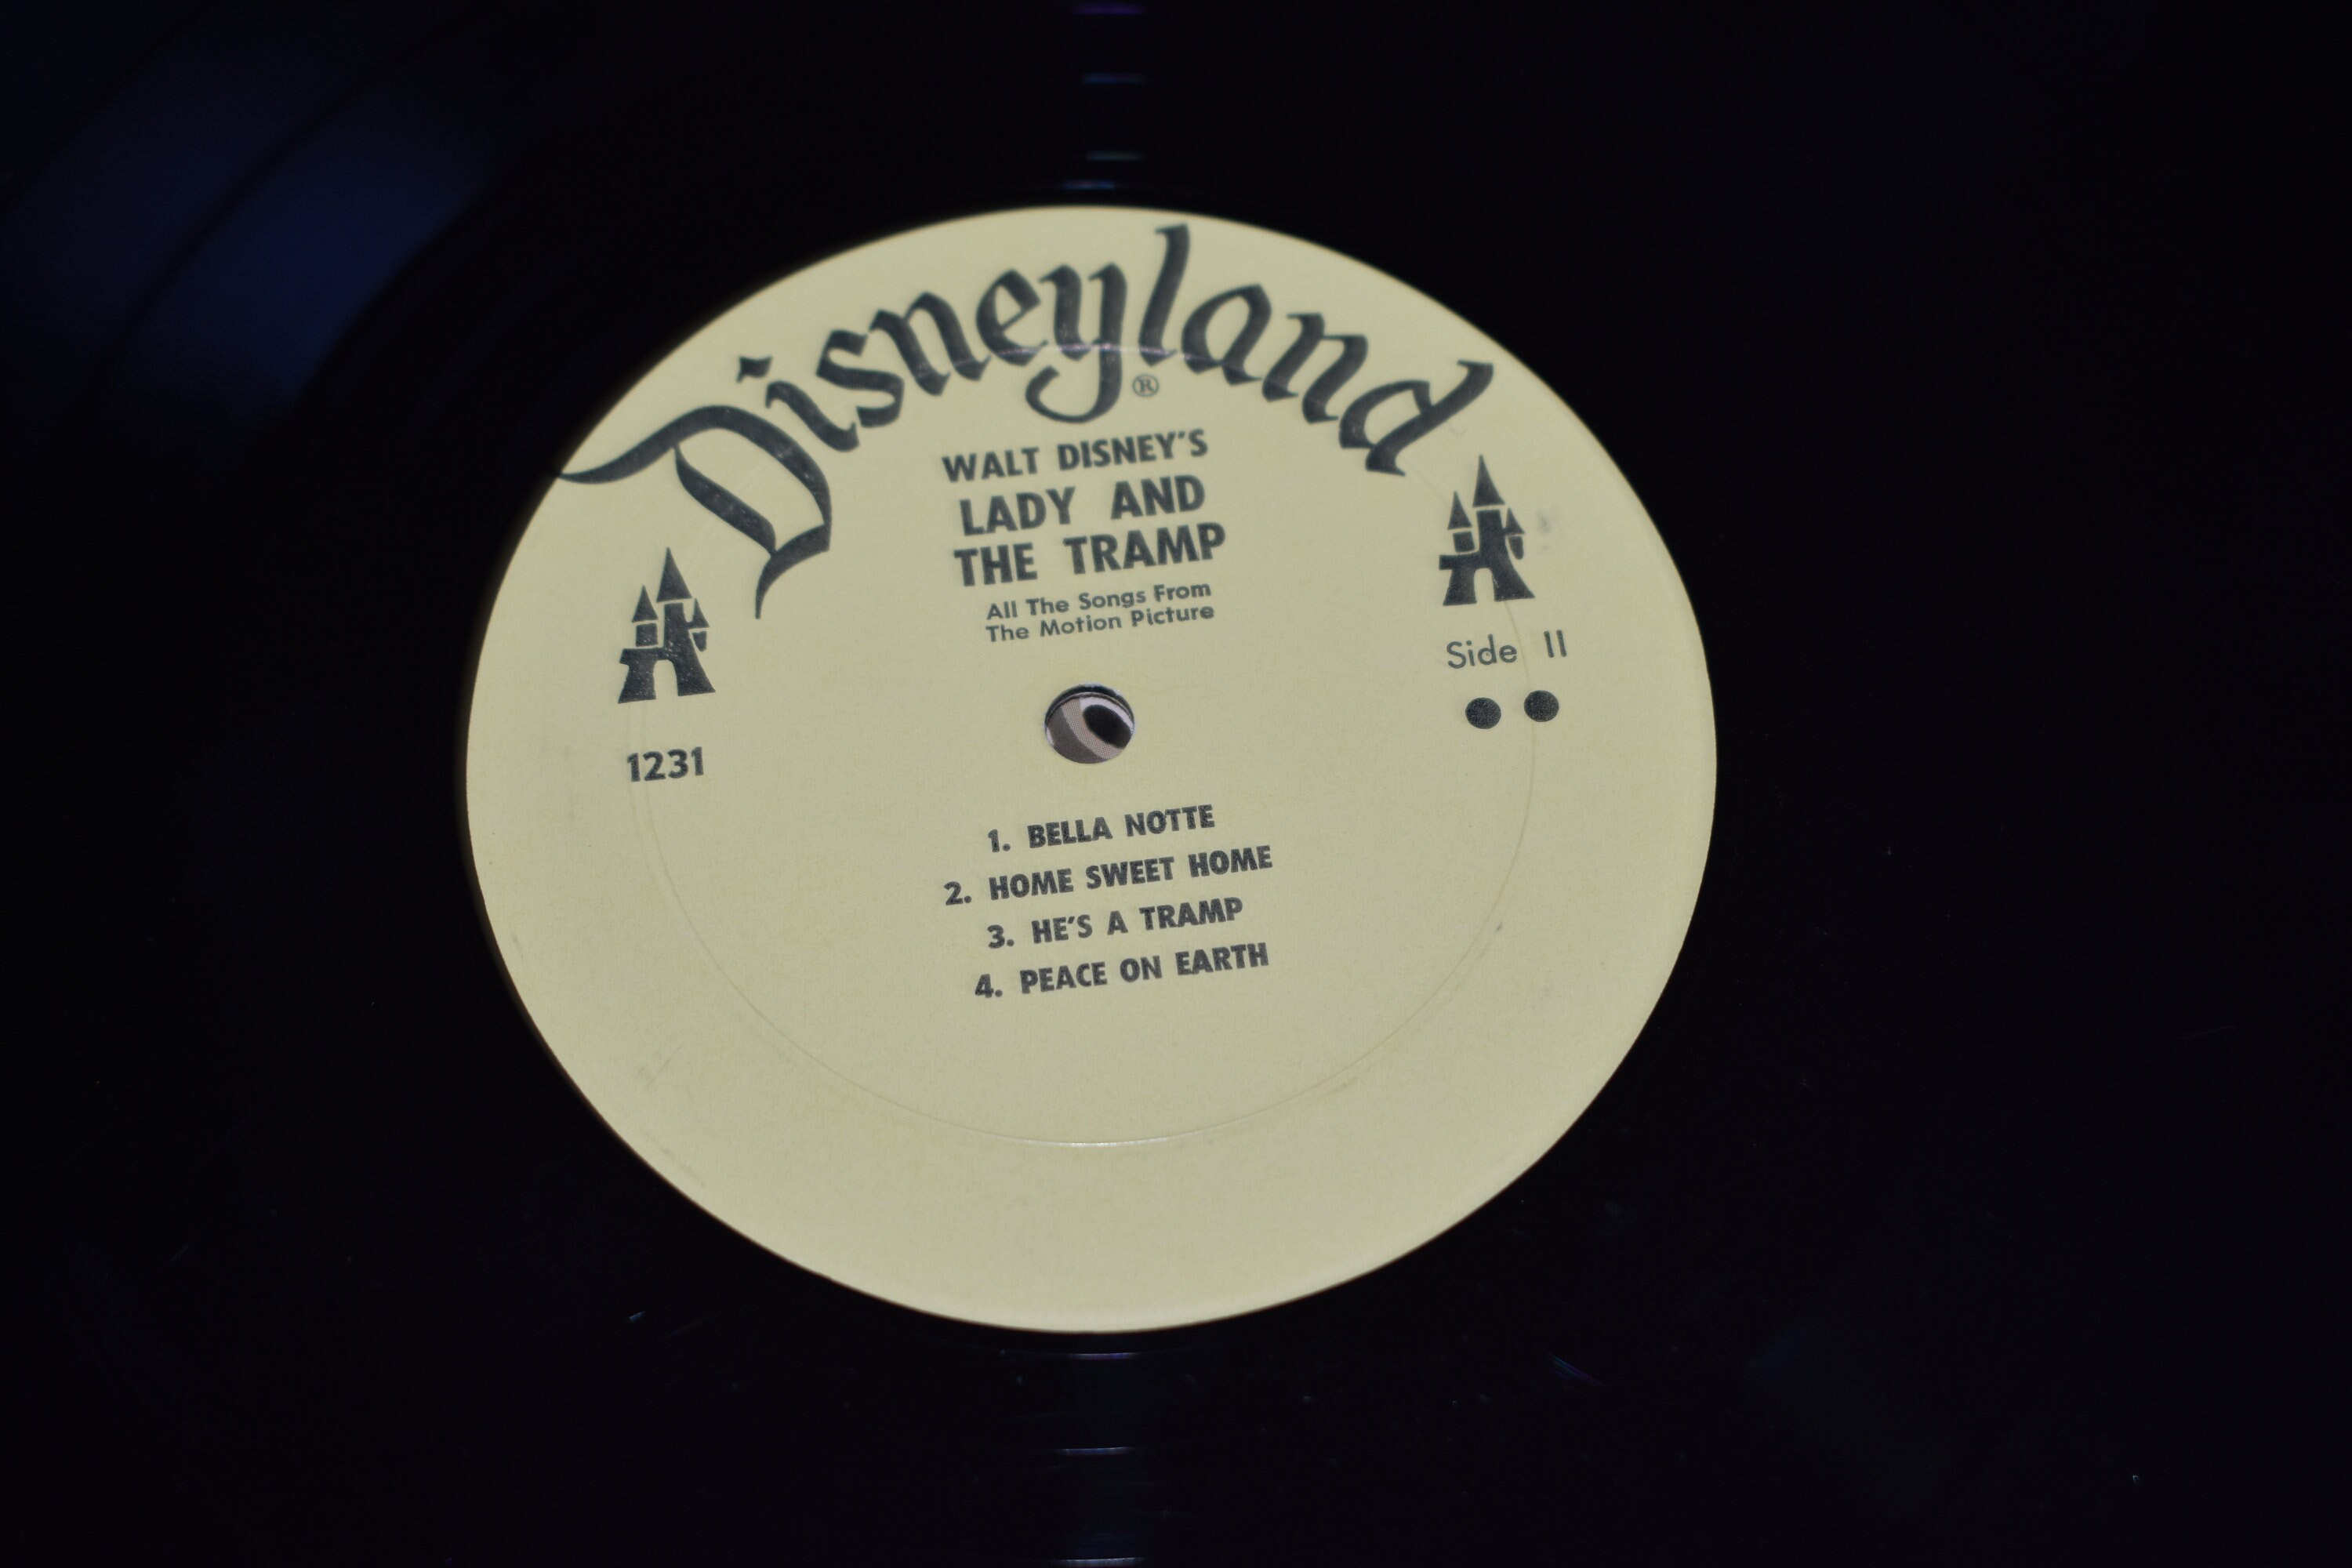 Disneyland
®
WALT DISNEY'S
LADY AND
THE TRAMP
All The Songs From
The Motion Picture
Side II
1231
1. BELLA NOTTE
2. HOME SWEET HOME
3. HE'S A TRAMP
4. PEACE ON EARTH